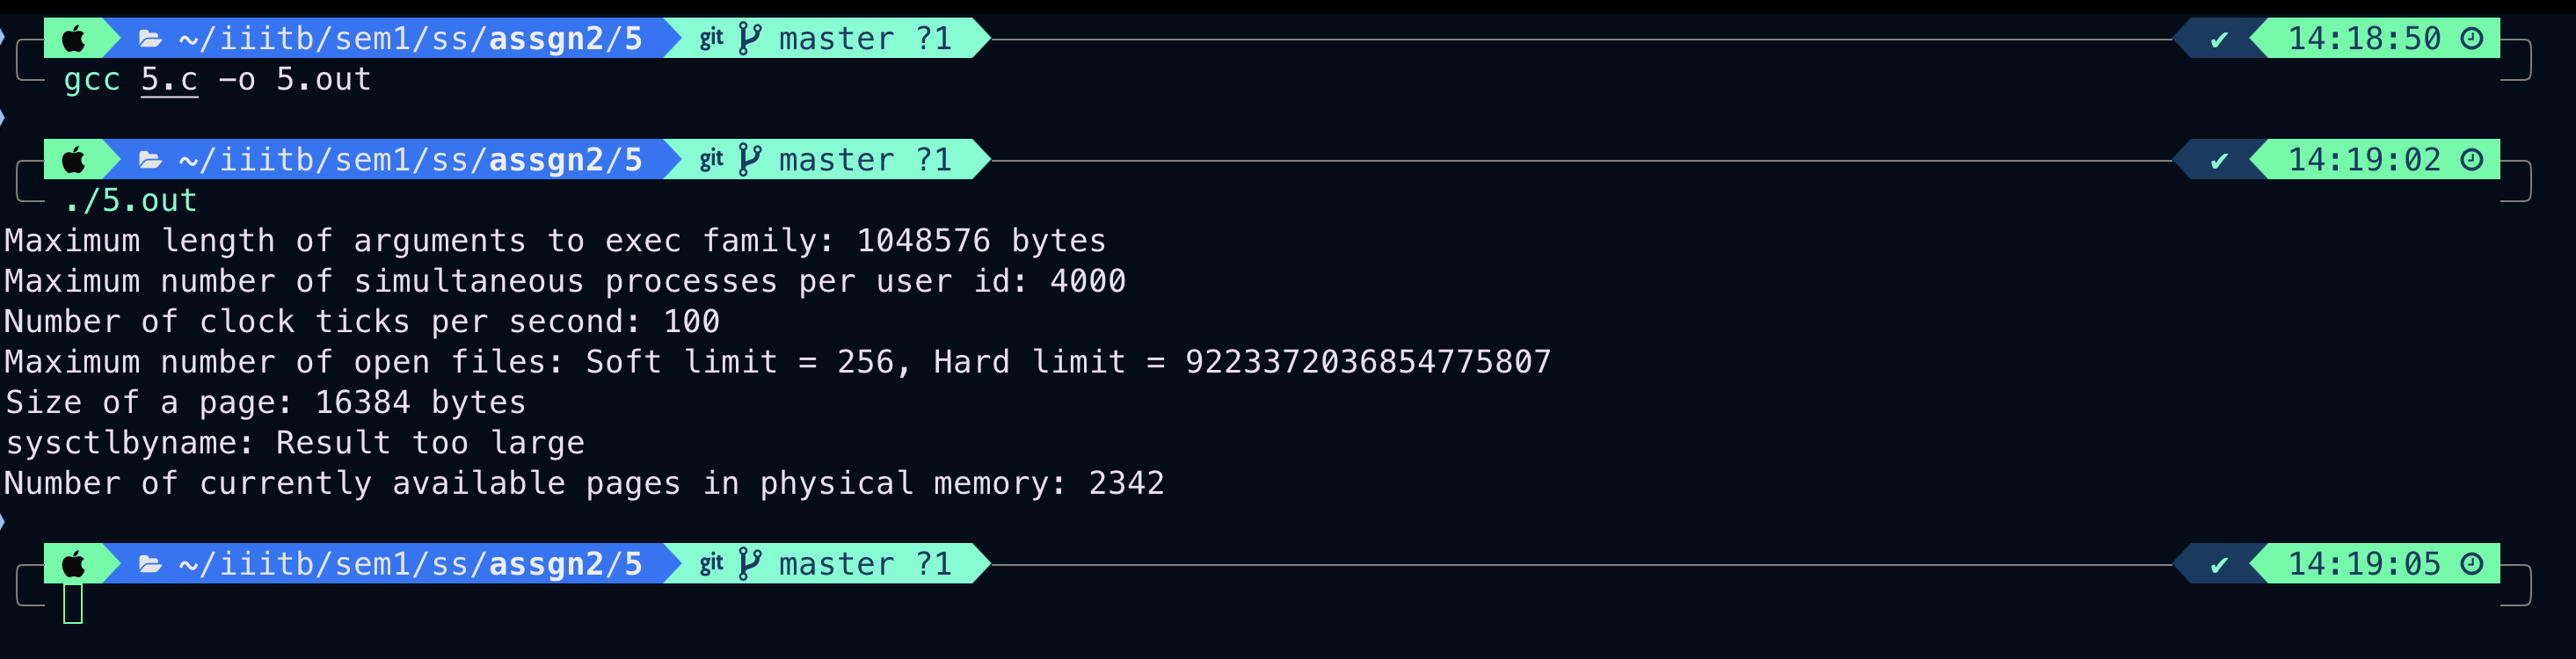 ~/iiitb/sem1/ss/assgn2/5 git master ?1 ✔ 14:18:50
gcc 5.c -o 5.out
~/iiitb/sem1/ss/assgn2/5 git master ?1 ✔ 14:19:02
./5.out
Maximum length of arguments to exec family: 1048576 bytes
Maximum number of simultaneous processes per user id: 4000
Number of clock ticks per second: 100
Maximum number of open files: Soft limit = 256, Hard limit = 9223372036854775807
Size of a page: 16384 bytes
sysctlbyname: Result too large
Number of currently available pages in physical memory: 2342
~/iiitb/sem1/ss/assgn2/5 git master ?1 ✔ 14:19:05